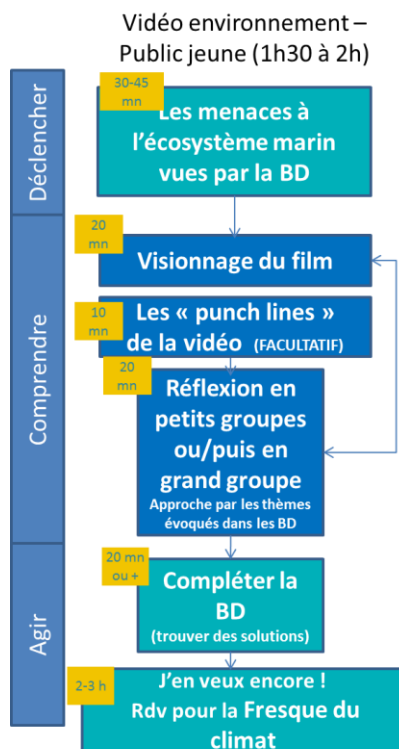 Vidéo environnement –
Public jeune (1h30 à 2h)
Déclencher
30-45
mn
Les menaces à
l’écosystème marin
vues par la BD
Comprendre
20
mn
Visionnage du film
10
mn
Les « punch lines »
de la vidéo (FACULTATIF)
20
mn
Réflexion en
petits groupes
ou/puis en
grand groupe
Approche par les thèmes
évoqués dans les BD
Agir
20 mn
ou +
Compléter la
BD
(trouver des solutions)
2-3 h
J’en veux encore !
Rdv pour la Fresque du
climat